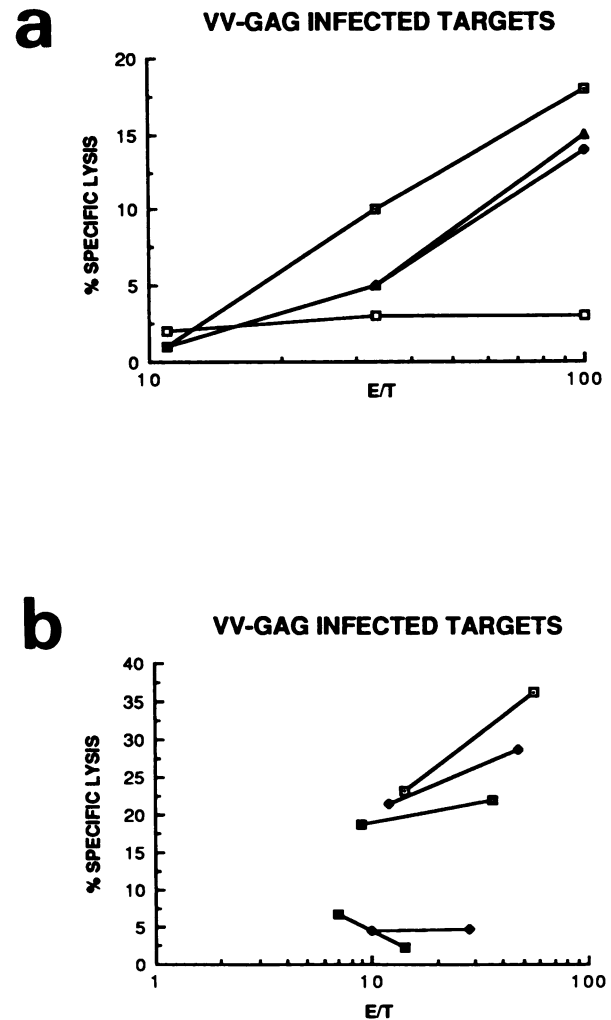 a
VV-GAG INFECTED TARGETS
% SPECIFIC LYSIS
20
15
10
5
0
10
100
E/T
b
VV-GAG INFECTED TARGETS
% SPECIFIC LYSIS
40
35
30
25
20
15
10
5
0
1
10
100
E/T